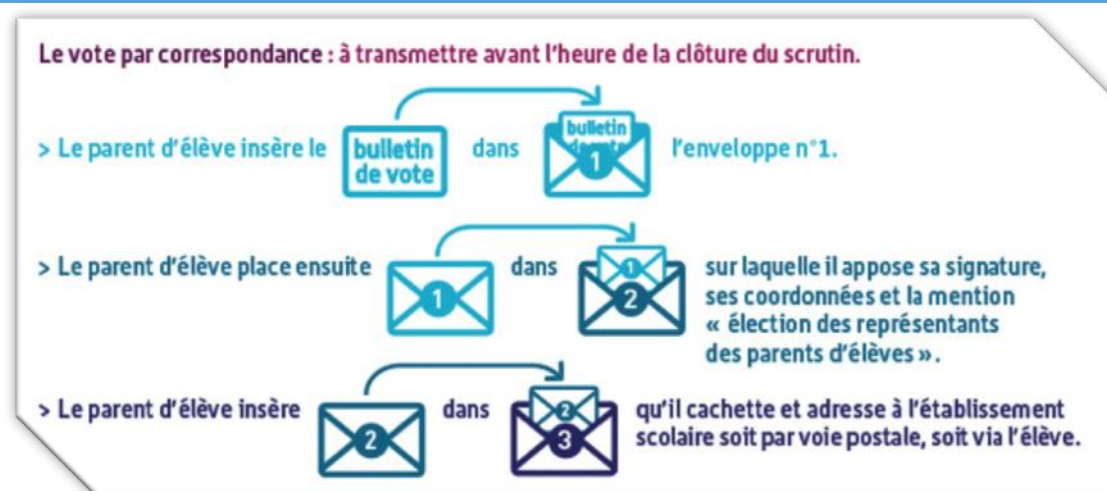 Le vote par correspondance : à transmettre avant l'heure de la clôture du scrutin.
> Le parent d'élève insère le bulletin de vote dans bulletin de vote 1 l'enveloppe n°1.
> Le parent d'élève place ensuite 1 dans 1 2 sur laquelle il appose sa signature,
ses coordonnées et la mention
« élection des représentants
des parents d'élèves ».
> Le parent d'élève insère 2 dans 2 3 qu'il cachette et adresse à l'établissement
scolaire soit par voie postale, soit via l'élève.